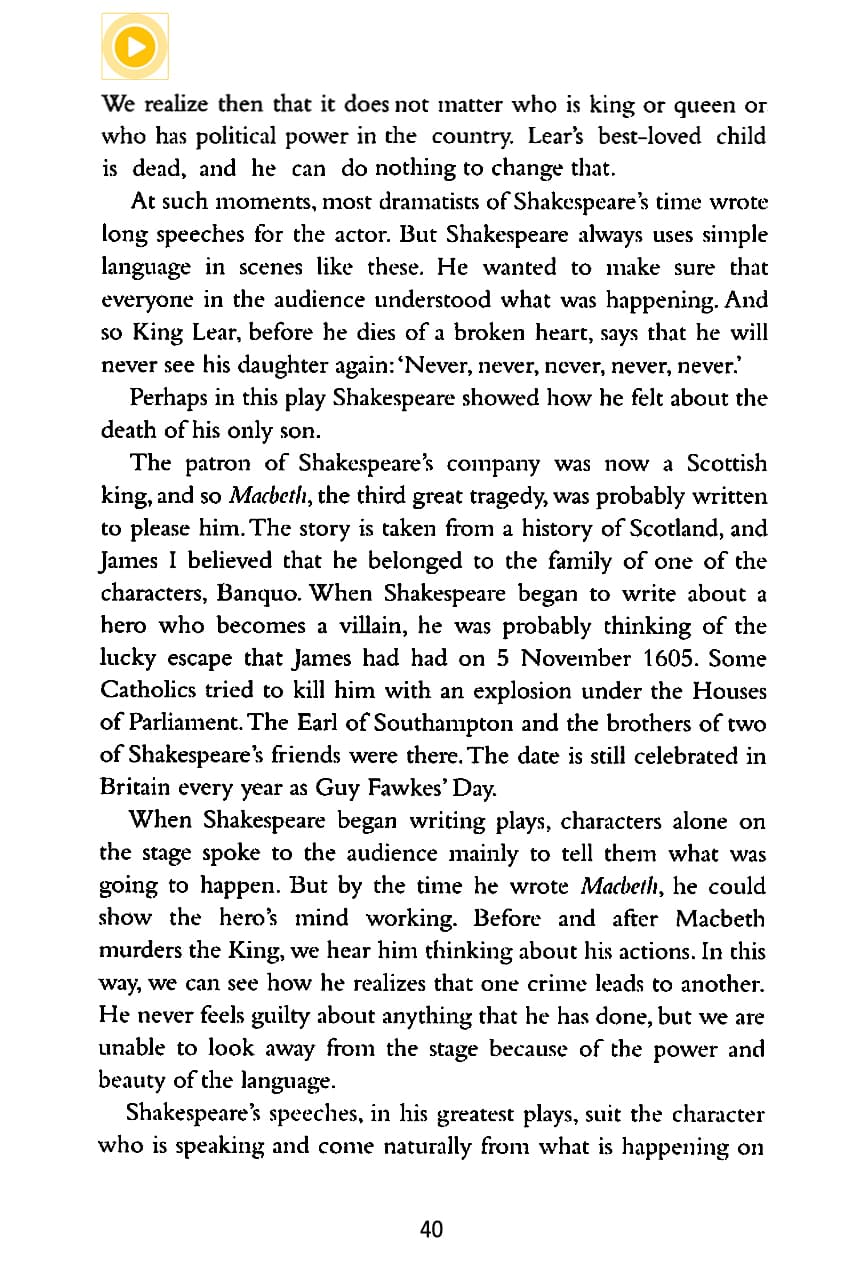 We realize then that it does not matter who is king or queen or
who has political power in the country. Lear's best-loved child
is dead, and he can do nothing to change that.
At such moments, most dramatists of Shakespeare's time wrote
long speeches for the actor. But Shakespeare always uses simple
language in scenes like these. He wanted to make sure that
everyone in the audience understood what was happening. And
so King Lear, before he dies of a broken heart, says that he will
never see his daughter again: 'Never, never, never, never, never.'
Perhaps in this play Shakespeare showed how he felt about the
death of his only son.
The patron of Shakespeare's company was now a Scottish
king, and so Macbeth, the third great tragedy, was probably written
to please him. The story is taken from a history of Scotland, and
James I believed that he belonged to the family of one of the
characters, Banquo. When Shakespeare began to write about a
hero who becomes a villain, he was probably thinking of the
lucky escape that James had had on 5 November 1605. Some
Catholics tried to kill him with an explosion under the Houses
of Parliament. The Earl of Southampton and the brothers of two
of Shakespeare's friends were there. The date is still celebrated in
Britain every year as Guy Fawkes' Day.
When Shakespeare began writing plays, characters alone on
the stage spoke to the audience mainly to tell them what was
going to happen. But by the time he wrote Macbeth, he could
show the hero's mind working. Before and after Macbeth
murders the King, we hear him thinking about his actions. In this
way, we can see how he realizes that one crime leads to another.
He never feels guilty about anything that he has done, but we are
unable to look away from the stage because of the power and
beauty of the language.
Shakespeare's speeches, in his greatest plays, suit the character
who is speaking and come naturally from what is happening on
40